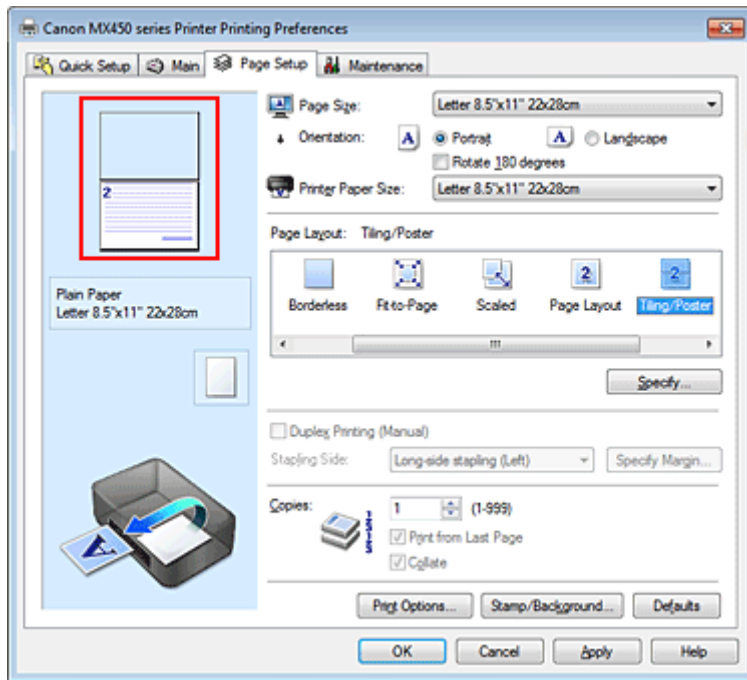 Canon MX450 series Printer Printing Preferences
Quick Setup Main Page Setup Maintenance
Page Size: Letter 8.5"x11" 22x28cm
Orientation: A Portrait A Landscape
Rotate 180 degrees
Printer Paper Size: Letter 8.5"x11" 22x28cm
2
Plain Paper
Letter 8.5"x11" 22x28cm
Page Layout: Tiling/Poster
2 2
Borderless Fit-to-Page Scaled Page Layout Tiling/Poster
Specify...
Duplex Printing (Manual)
Stapling Side: Long-side stapling (Left) Specify Margin...
Copies: 1 (1-999)
Print from Last Page
Collate
A
Print Options... Stamp/Background... Defaults
OK Cancel Apply Help